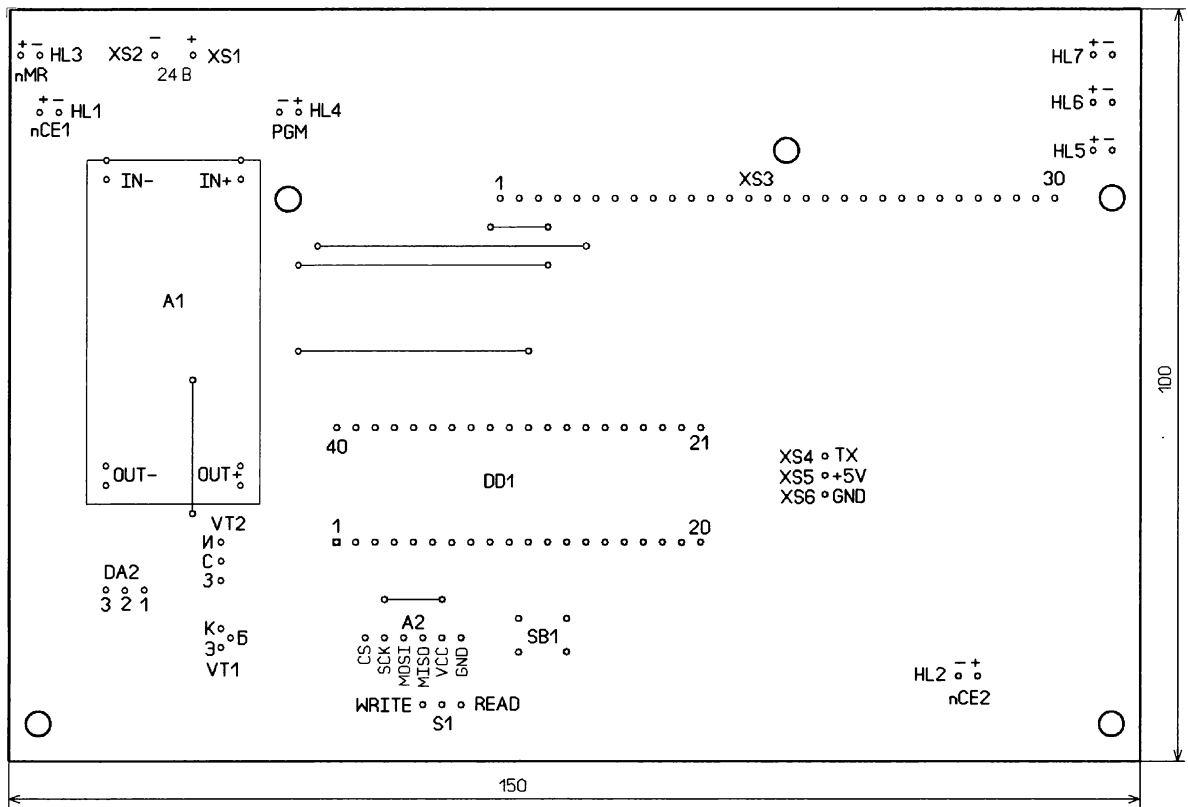 + - HL3
nMR
XS2 - + XS1
24 В
HL7 + -
+ - HL1
nCE1
- + HL4
PGM
HL6 + -
HL5 + -
IN- IN+
1 XS3 30
A1
100
40 21
OUT- OUT+
DD1
XS4 TX
XS5 +5V
XS6 GND
VT2
И
С
З
1 20
DA2
3 2 1
К
Б
Э
VT1
A2
CS SCK MOSI MISO VCC GND
SB1
WRITE READ
S1
HL2 - +
nCE2
150